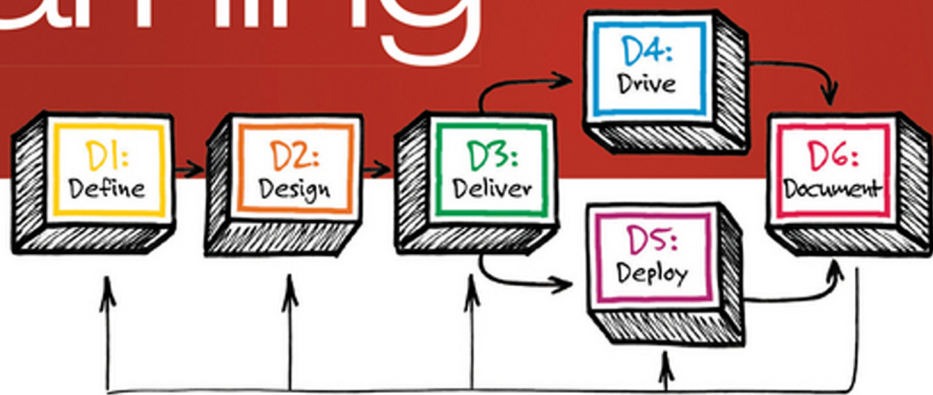 D1:
Define
D2:
Design
D3:
Deliver
D4:
Drive
D5:
Deploy
D6:
Document